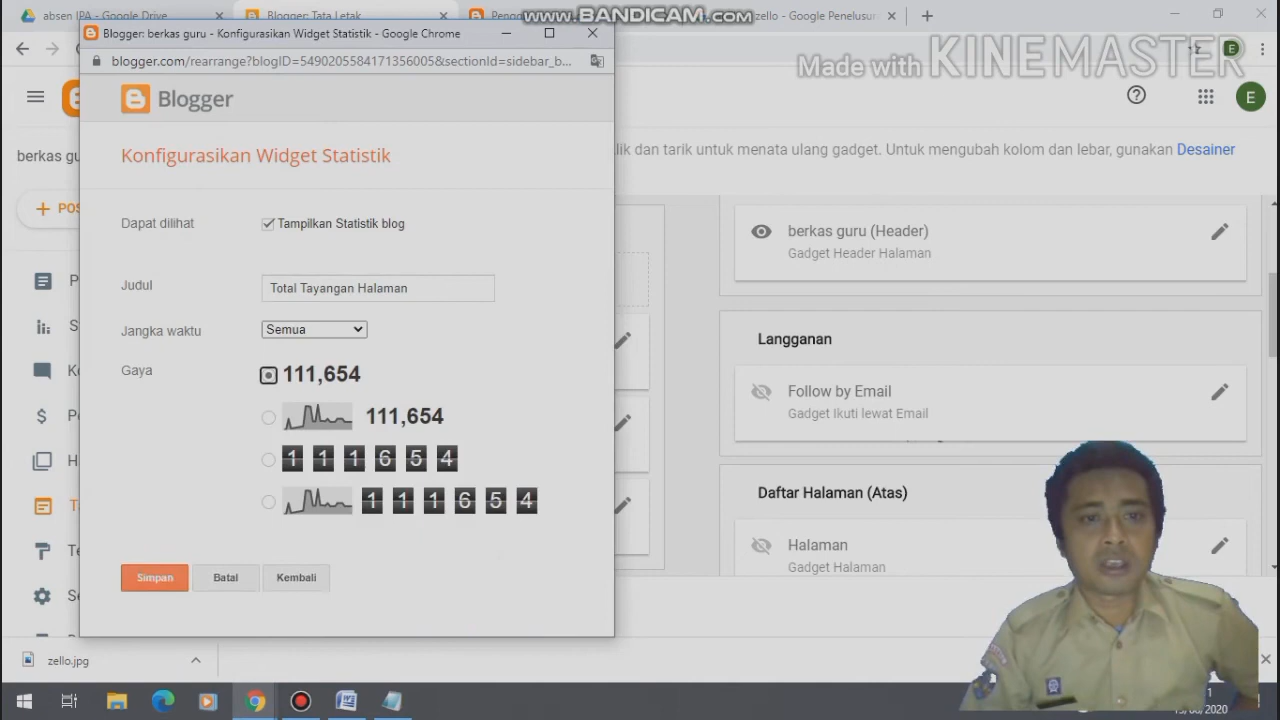 absen IPA - Google Drive
Blogger: Tata Letak
www.BANDICAM.com
zello - Google Penelusur
Blogger: berkas guru - Konfigurasikan Widget Statistik - Google Chrome
blogger.com/rearrange?blogID=5490205584171356005&sectionId=sidebar_b...
Made with KINEMASTER
E
Blogger
E
berkas gu
Konfigurasikan Widget Statistik
lik dan tarik untuk menata ulang gadget. Untuk mengubah kolom dan lebar, gunakan Desainer
+ POS
Dapat dilihat
Tampilkan Statistik blog
berkas guru (Header)
Gadget Header Halaman
Judul
Total Tayangan Halaman
Jangka waktu
Semua
Langganan
Gaya
111,654
Follow by Email
Gadget Ikuti lewat Email
111,654
1 1 1 6 5 4
1 1 1 6 5 4
Daftar Halaman (Atas)
Halaman
Gadget Halaman
Simpan
Batal
Kembali
zello.jpg